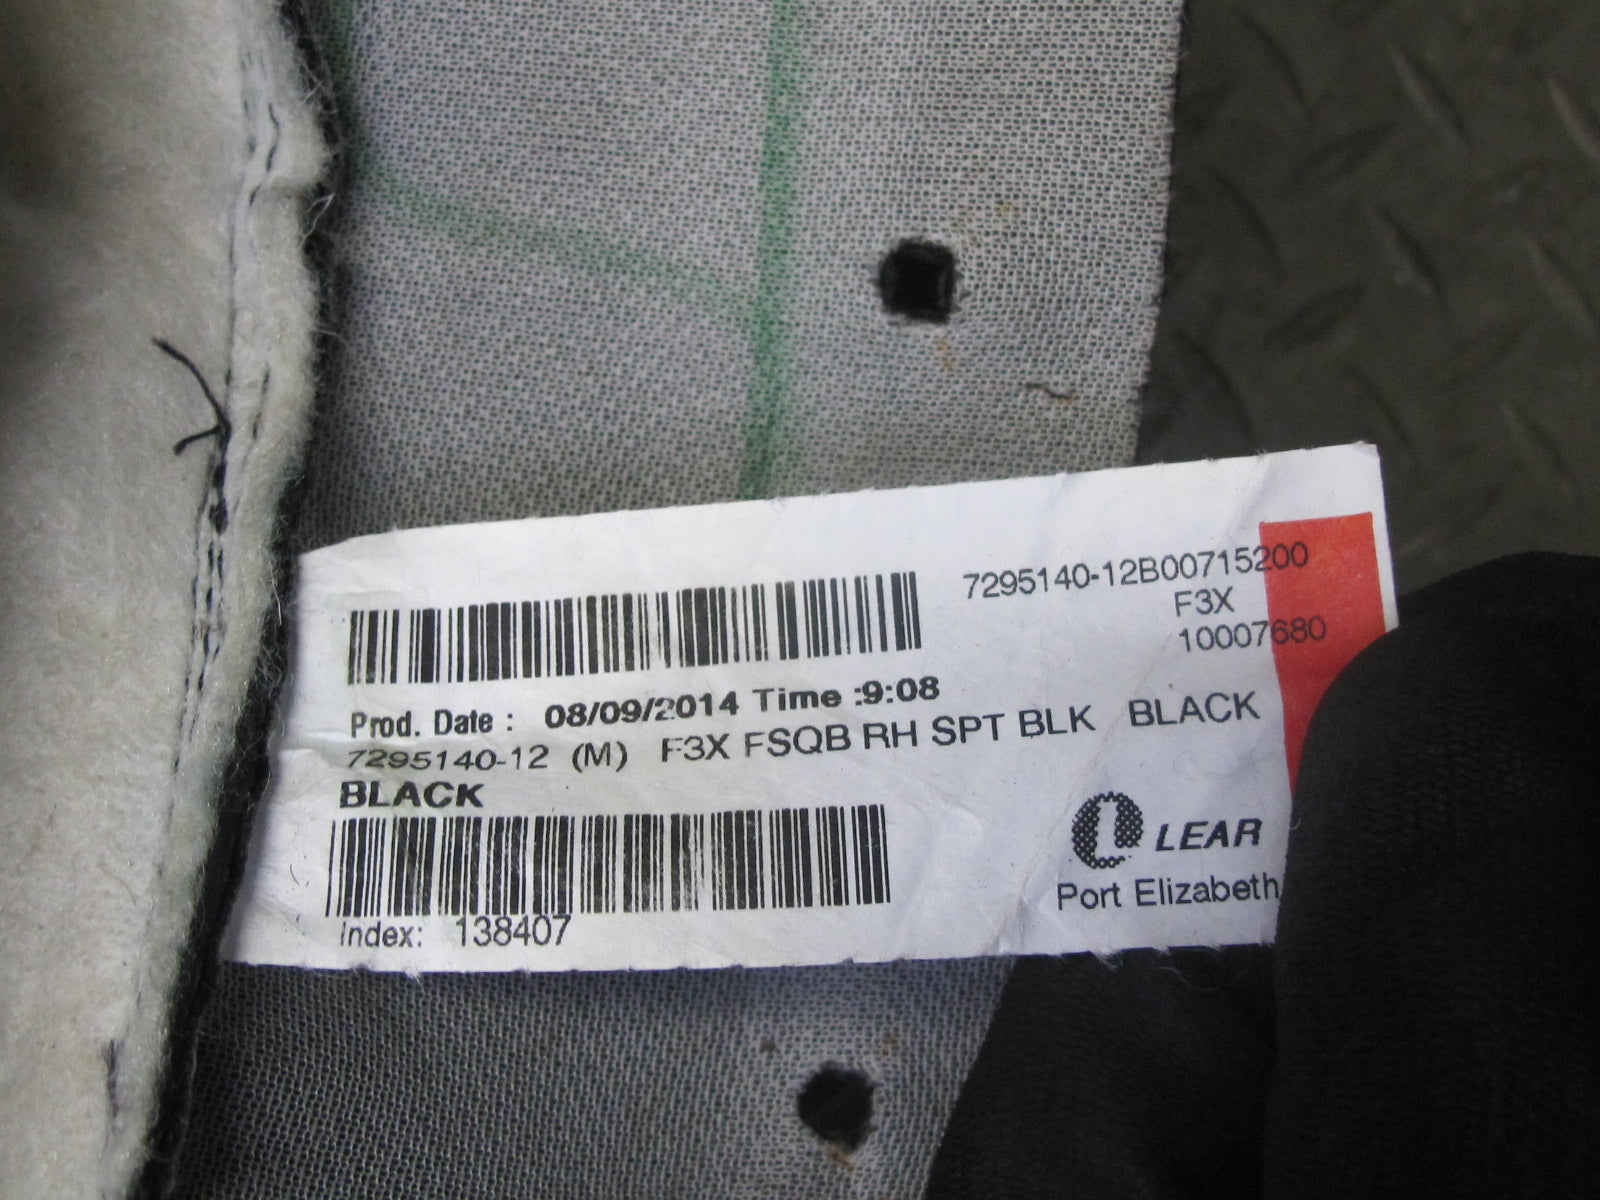 7295140-12B00715200
F3X
10007680
Prod. Date : 08/09/2014 Time :9:08
7295140-12 (M) F3X FSQB RH SPT BLK BLACK
BLACK
LEAR
Port Elizabeth
Index: 138407